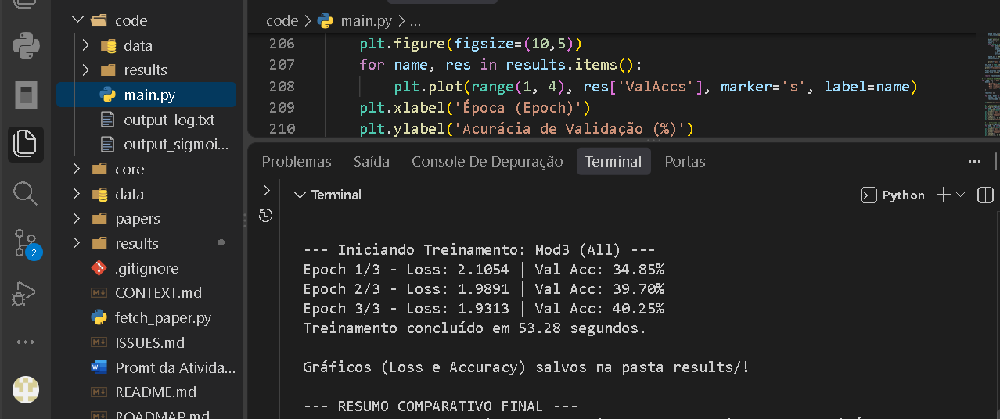 code
data
results
main.py
output_log.txt
output_sigmoi...
core
data
papers
results
.gitignore
CONTEXT.md
fetch_paper.py
ISSUES.md
Promt da Ativida...
README.md
ROADMAP.md
2
code > main.py > ...
206 plt.figure(figsize=(10,5))
207 for name, res in results.items():
208 plt.plot(range(1, 4), res['ValAccs'], marker='s', label=name)
209 plt.xlabel('Época (Epoch)')
210 plt.ylabel('Acurácia de Validação (%)')
Problemas Saída Console De Depuração Terminal Portas ...
Terminal Python
--- Iniciando Treinamento: Mod3 (All) ---
Epoch 1/3 - Loss: 2.1054 | Val Acc: 34.85%
Epoch 2/3 - Loss: 1.9891 | Val Acc: 39.70%
Epoch 3/3 - Loss: 1.9313 | Val Acc: 40.25%
Treinamento concluído em 53.28 segundos.
Gráficos (Loss e Accuracy) salvos na pasta results/!
--- RESUMO COMPARATIVO FINAL ---